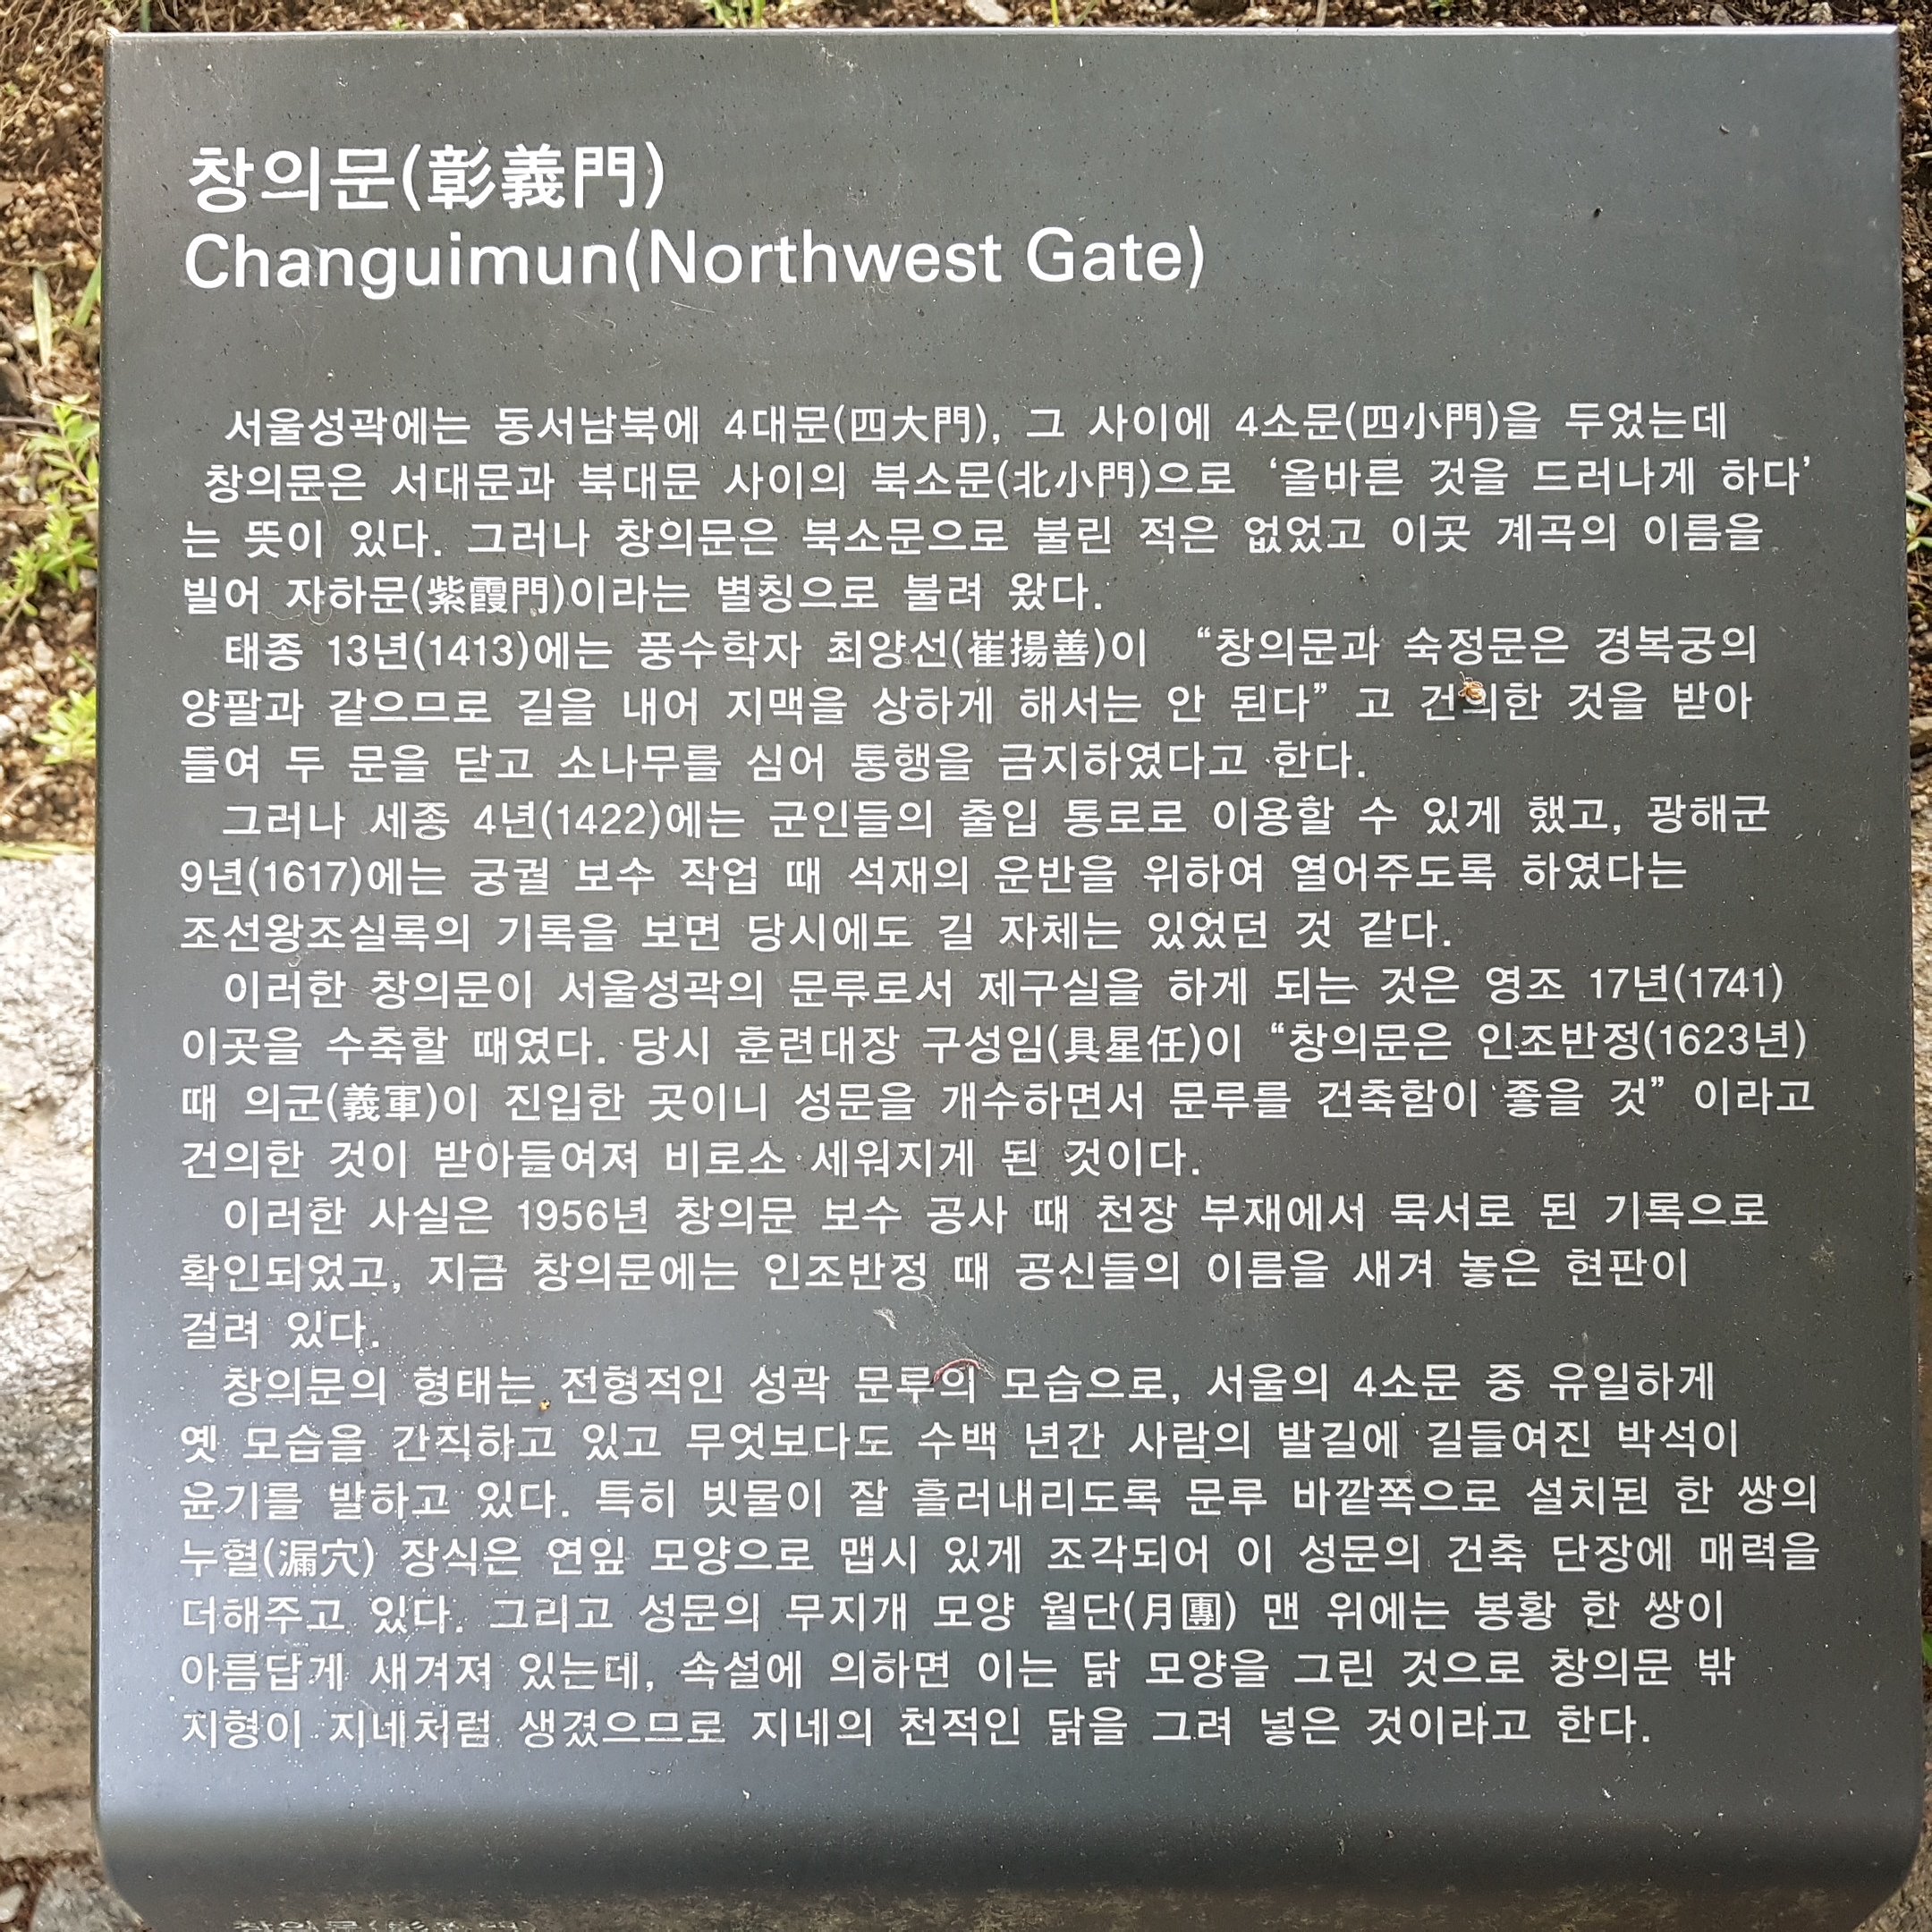 창의문(彰義門)
Changuimun(Northwest Gate)
서울성곽에는 동서남북에 4대문(四大門), 그 사이에 4소문(四小門)을 두었는데
창의문은 서대문과 북대문 사이의 북소문(北小門)으로 ‘올바른 것을 드러나게 하다’
는 뜻이 있다. 그러나 창의문은 북소문으로 불린 적은 없었고 이곳 계곡의 이름을
빌어 자하문(紫霞門)이라는 별칭으로 불려 왔다.
태종 13년(1413)에는 풍수학자 최양선(崔揚善)이 “창의문과 숙정문은 경복궁의
양팔과 같으므로 길을 내어 지맥을 상하게 해서는 안 된다” 고 건의한 것을 받아
들여 두 문을 닫고 소나무를 심어 통행을 금지하였다고 한다.
그러나 세종 4년(1422)에는 군인들의 출입 통로로 이용할 수 있게 했고, 광해군
9년(1617)에는 궁궐 보수 작업 때 석재의 운반을 위하여 열어주도록 하였다는
조선왕조실록의 기록을 보면 당시에도 길 자체는 있었던 것 같다.
이러한 창의문이 서울성곽의 문루로서 제구실을 하게 되는 것은 영조 17년(1741)
이곳을 수축할 때였다. 당시 훈련대장 구성임(具星任)이 “창의문은 인조반정(1623년)
때 의군(義軍)이 진입한 곳이니 성문을 개수하면서 문루를 건축함이 좋을 것” 이라고
건의한 것이 받아들여져 비로소 세워지게 된 것이다.
이러한 사실은 1956년 창의문 보수 공사 때 천장 부재에서 묵서로 된 기록으로
확인되었고, 지금 창의문에는 인조반정 때 공신들의 이름을 새겨 놓은 현판이
걸려 있다.
창의문의 형태는 전형적인 성곽 문루의 모습으로, 서울의 4소문 중 유일하게
옛 모습을 간직하고 있고 무엇보다도 수백 년간 사람의 발길에 길들여진 박석이
윤기를 발하고 있다. 특히 빗물이 잘 흘러내리도록 문루 바깥쪽으로 설치된 한 쌍의
누혈(漏穴) 장식은 연잎 모양으로 맵시 있게 조각되어 이 성문의 건축 단장에 매력을
더해주고 있다. 그리고 성문의 무지개 모양 월단(月團) 맨 위에는 봉황 한 쌍이
아름답게 새겨져 있는데, 속설에 의하면 이는 닭 모양을 그린 것으로 창의문 밖
지형이 지네처럼 생겼으므로 지네의 천적인 닭을 그려 넣은 것이라고 한다.